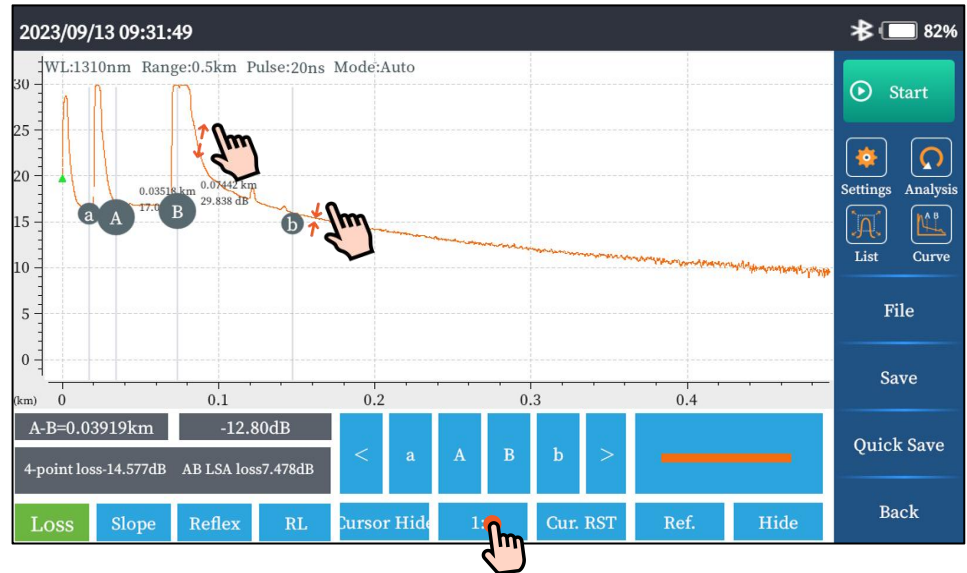 2023/09/13 09:31:49
82%
WL:1310nm Range:0.5km Pulse:20ns Mode:Auto
30
25
20
15
10
5
0
0.03518 km
17.0
0.07442 km
29.838 dB
a
A
B
b
(km) 0 0.1 0.2 0.3 0.4
Start
Settings Analysis
A B
List Curve
File
Save
Quick Save
Back
A-B=0.03919km -12.80dB
4-point loss-14.577dB AB LSA loss7.478dB
< a A B b >
Loss Slope Reflex RL Cursor Hide 1: Cur. RST Ref. Hide